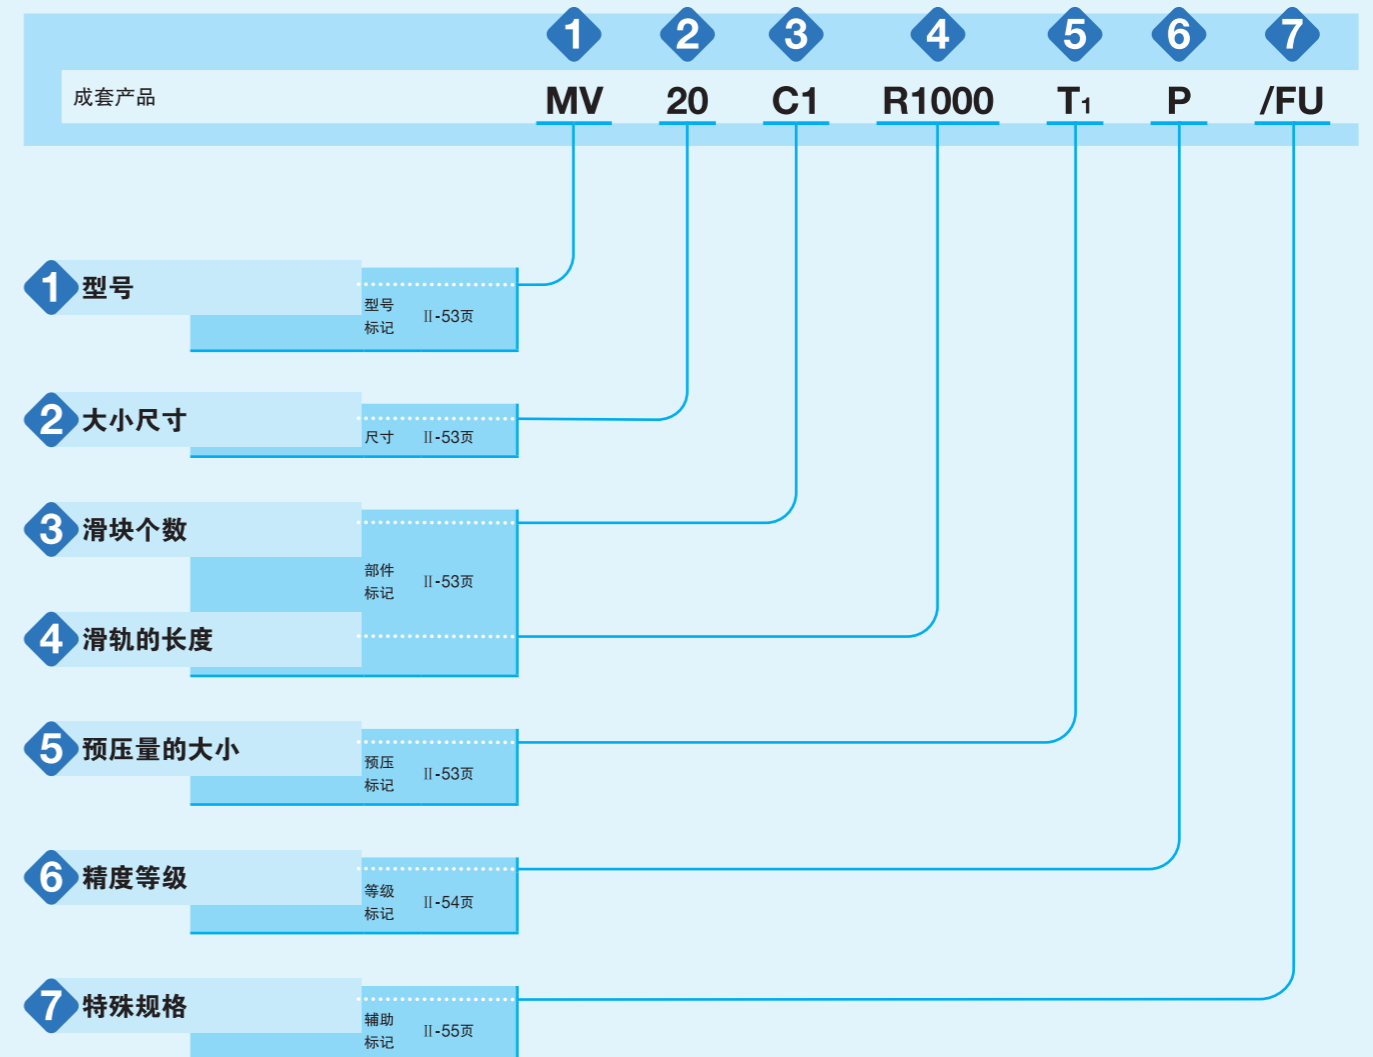 1 2 3 4 5 6 7
成套产品 MV 20 C1 R1000 T1 P /FU
1 型号
型号
标记 Ⅱ-53页
2 大小尺寸
尺寸 Ⅱ-53页
3 滑块个数
部件
标记 Ⅱ-53页
4 滑轨的长度
5 预压量的大小
预压
标记 Ⅱ-53页
6 精度等级
等级
标记 Ⅱ-54页
7 特殊规格
辅助
标记 Ⅱ-55页